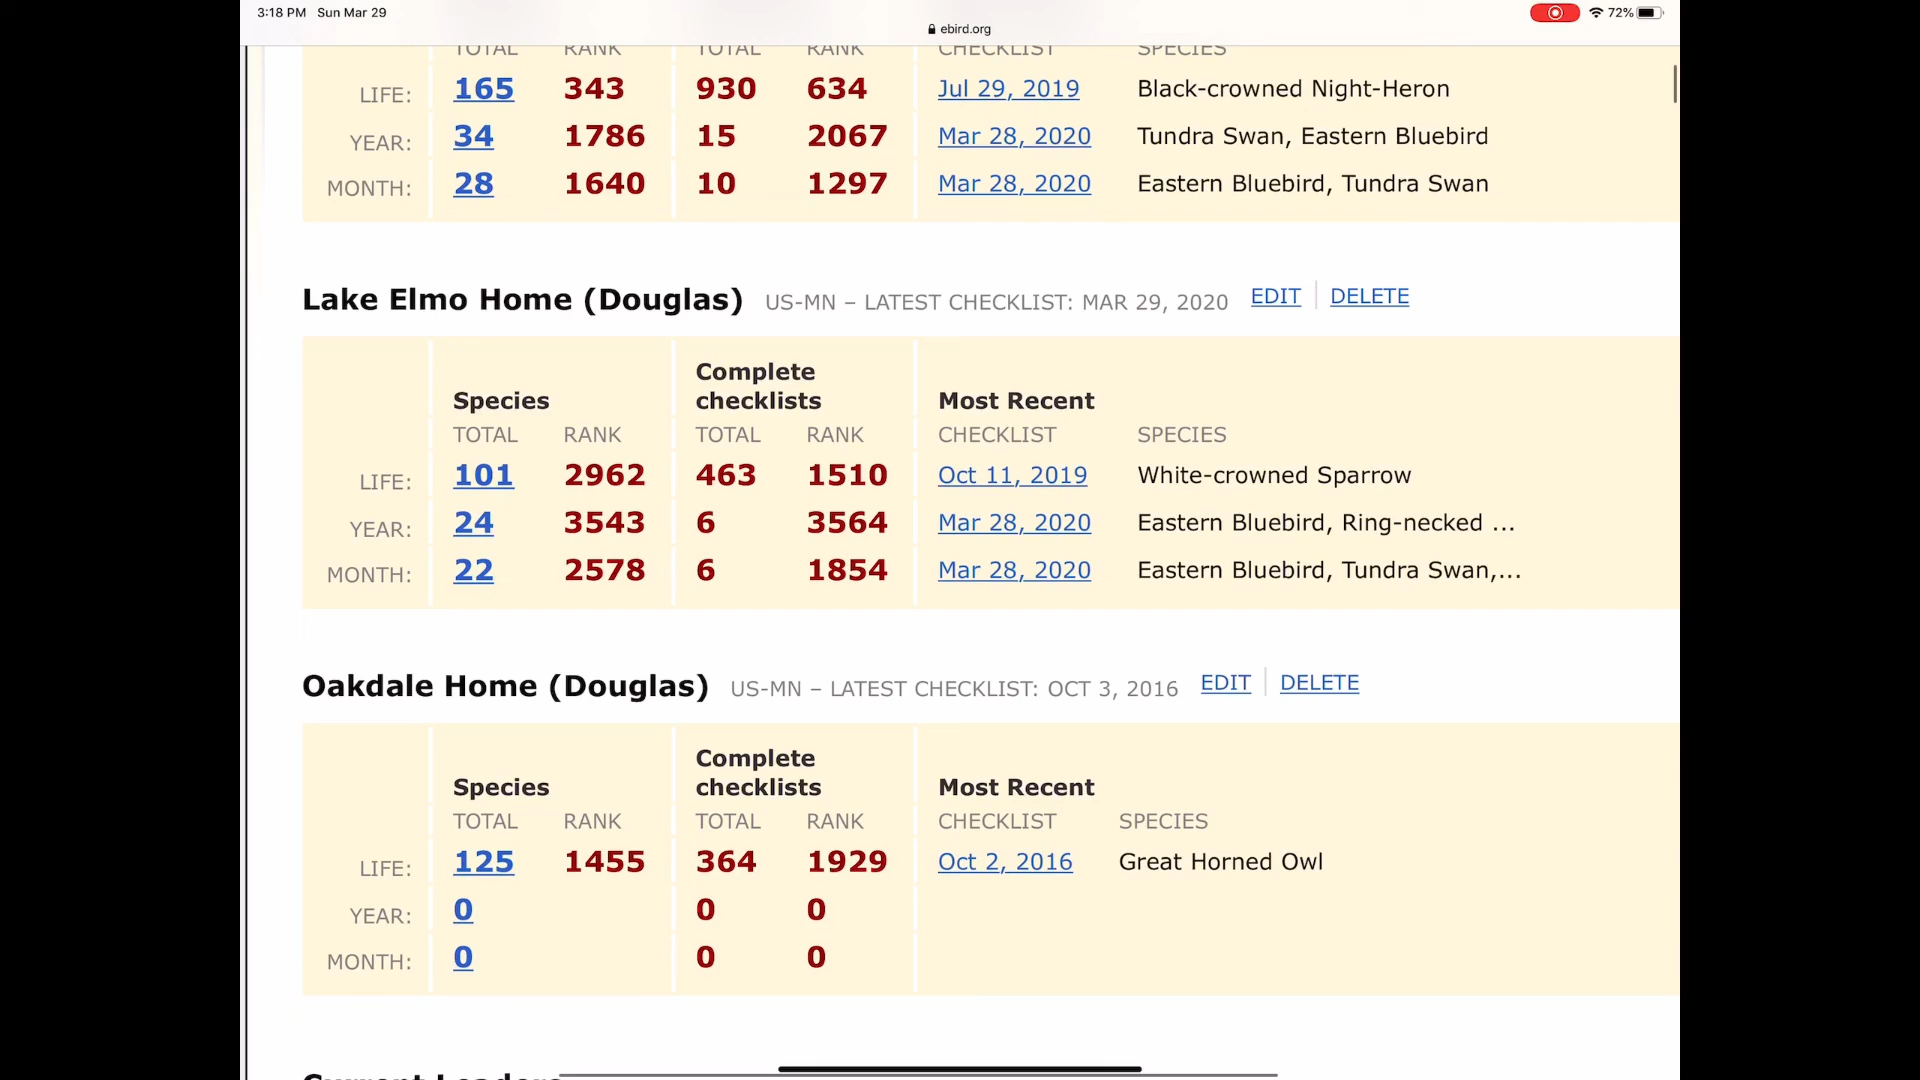 3:18 PM Sun Mar 29
72%
ebird.org
TOTAL RANK TOTAL RANK CHECKLIST SPECIES
LIFE: 165 343 930 634 Jul 29, 2019 Black-crowned Night-Heron
YEAR: 34 1786 15 2067 Mar 28, 2020 Tundra Swan, Eastern Bluebird
MONTH: 28 1640 10 1297 Mar 28, 2020 Eastern Bluebird, Tundra Swan
Lake Elmo Home (Douglas) US-MN – LATEST CHECKLIST: MAR 29, 2020 EDIT DELETE
Complete
Species checklists Most Recent
TOTAL RANK TOTAL RANK CHECKLIST SPECIES
LIFE: 101 2962 463 1510 Oct 11, 2019 White-crowned Sparrow
YEAR: 24 3543 6 3564 Mar 28, 2020 Eastern Bluebird, Ring-necked ...
MONTH: 22 2578 6 1854 Mar 28, 2020 Eastern Bluebird, Tundra Swan,...
Oakdale Home (Douglas) US-MN – LATEST CHECKLIST: OCT 3, 2016 EDIT DELETE
Complete
Species checklists Most Recent
TOTAL RANK TOTAL RANK CHECKLIST SPECIES
LIFE: 125 1455 364 1929 Oct 2, 2016 Great Horned Owl
YEAR: 0 0 0
MONTH: 0 0 0
Current Leaders